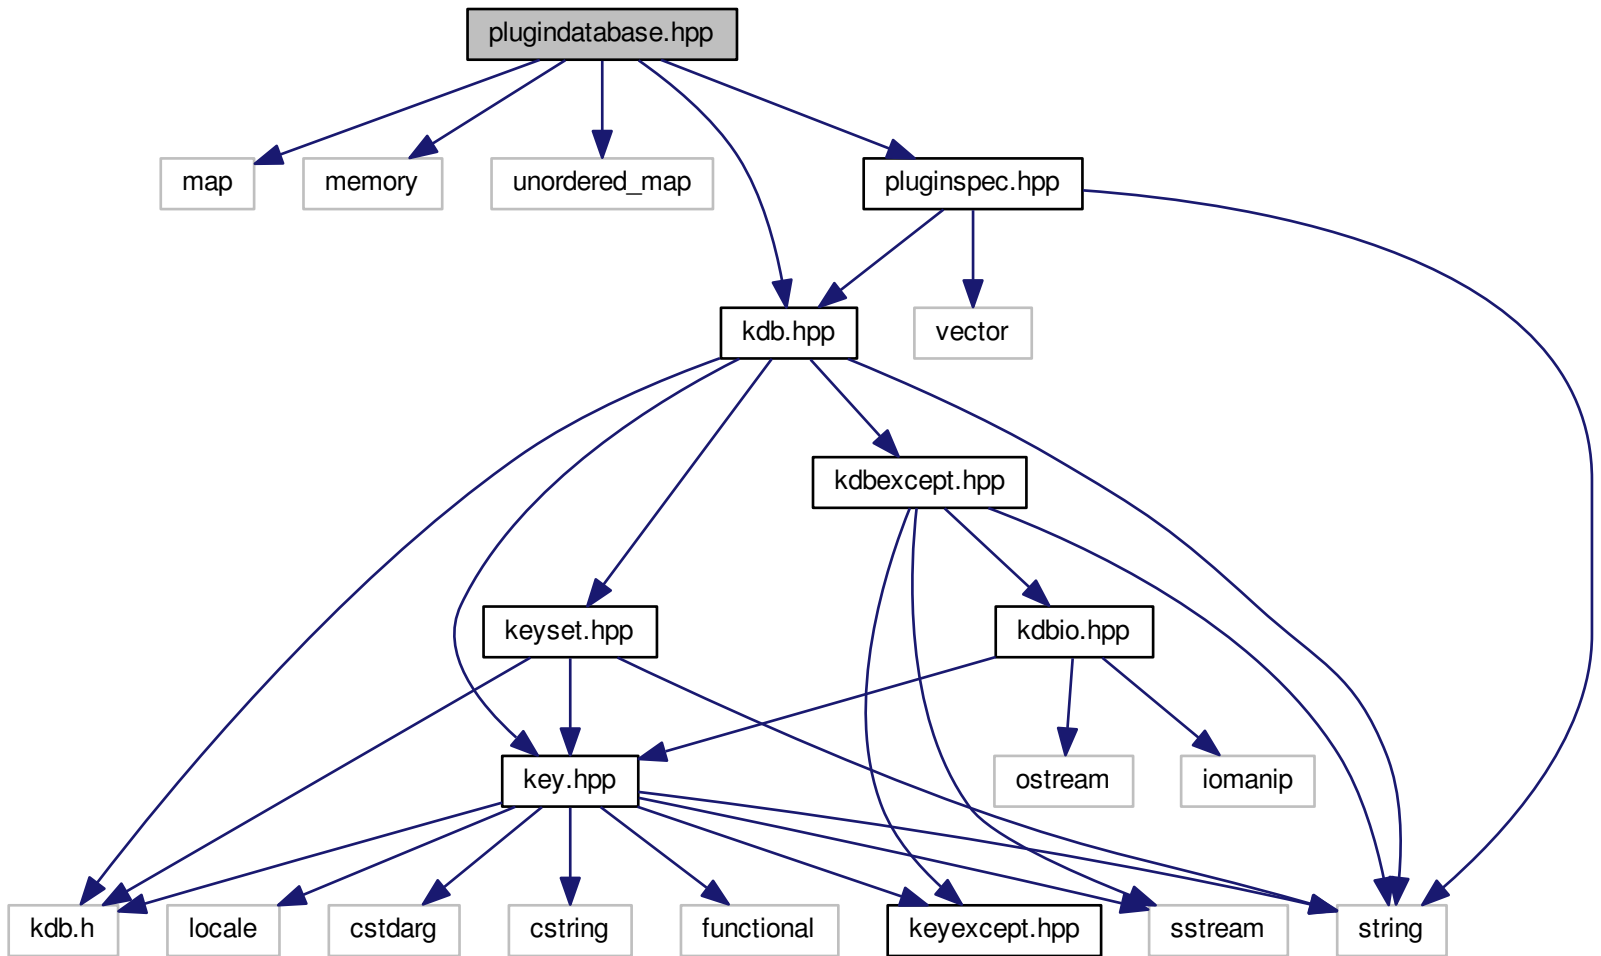 plugindatabase.hpp
map
memory
unordered_map
pluginspec.hpp
kdb.hpp
vector
kdbexcept.hpp
keyset.hpp
kdbio.hpp
key.hpp
ostream
iomanip
kdb.h
locale
cstdarg
cstring
functional
keyexcept.hpp
sstream
string